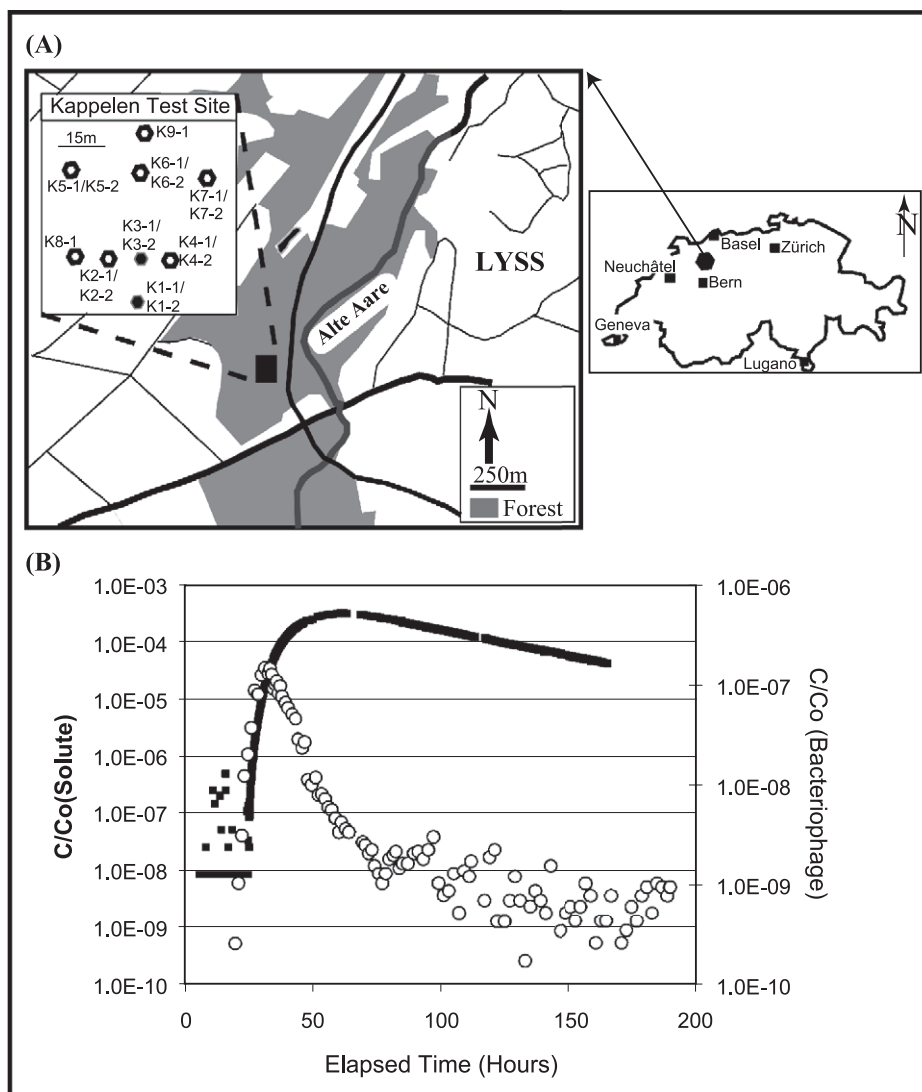 (A)
Kappelen Test Site
15m
K9-1
K5-1/K5-2
K6-1/
K6-2
K7-1/
K7-2
K8-1
K3-1/
K3-2
K4-1/
K4-2
K2-1/
K2-2
K1-1/
K1-2
LYSS
Alte Aare
N
250m
Forest
N
Basel
Zürich
Neuchâtel
Bern
Geneva
Lugano
(B)
C/Co(Solute)
1.0E-03
1.0E-04
1.0E-05
1.0E-06
1.0E-07
1.0E-08
1.0E-09
1.0E-10
1.0E-06
1.0E-07
1.0E-08
1.0E-09
1.0E-10
C/Co (Bacteriophage)
0 50 100 150 200
Elapsed Time (Hours)